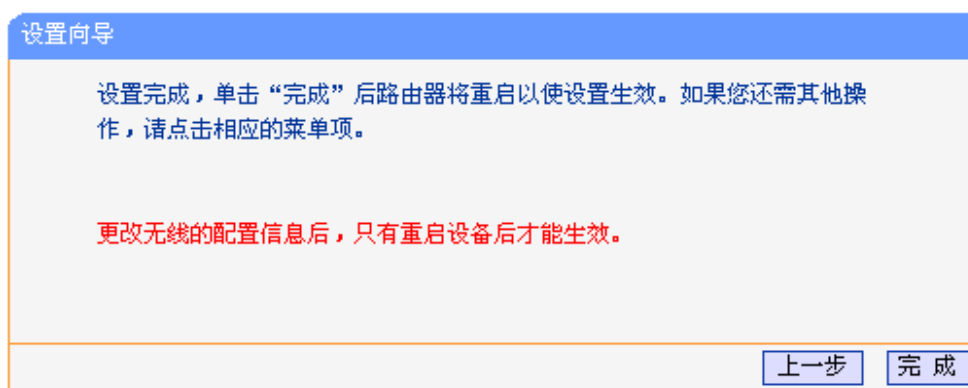 设置向导
设置完成，单击“完成”后路由器将重启以使设置生效。如果您还需其他操
作，请点击相应的菜单项。
更改无线的配置信息后，只有重启设备后才能生效。
上一步 完 成